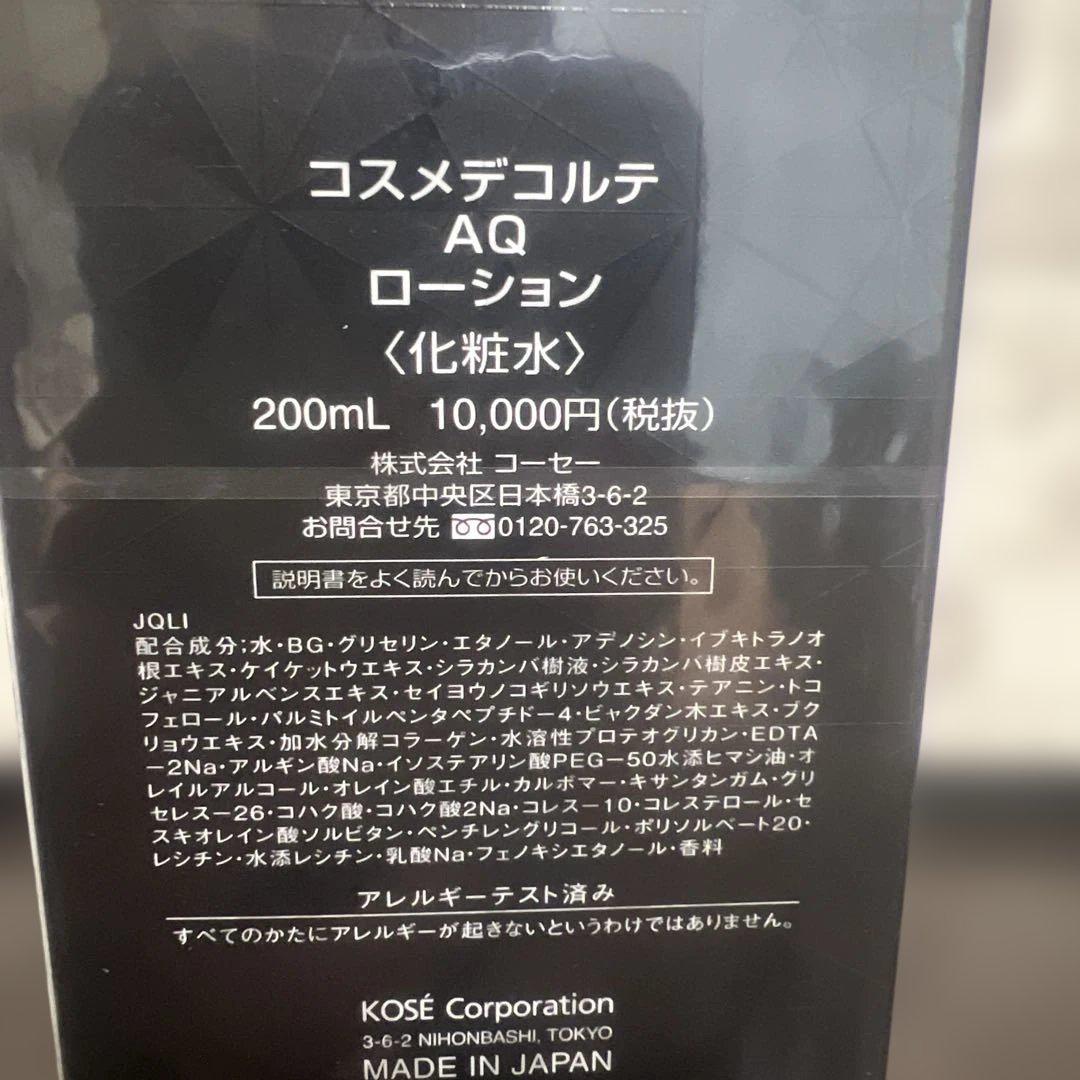 コスメデコルテ
AQ
ローション
〈化粧水〉
200mL 10,000円(税抜)
株式会社 コーセー
東京都中央区日本橋3-6-2
お問合せ先 0120-763-325
説明書をよく読んでからお使いください。
JQLI
配合成分;水・BG・グリセリン・エタノール・アデノシン・イブキトラノオ
根エキス・ケイケットウエキス・シラカンバ樹液・シラカンバ樹皮エキス・
ジャニアルベンスエキス・セイヨウノコギリソウエキス・テアニン・トコ
フェロール・パルミトイルペンタペプチド-4・ビャクダン木エキス・ブク
リョウエキス・加水分解コラーゲン・水溶性プロテオグリカン・EDTA
-2Na・アルギン酸Na・イソステアリン酸PEG-50水添ヒマシ油・オ
レイルアルコール・オレイン酸エチル・カルボマー・キサンタンガム・グリ
セレス-26・コハク酸・コハク酸2Na・コレス-10・コレステロール・セ
スキオレイン酸ソルビタン・ペンチレングリコール・ポリソルベート20・
レシチン・水添レシチン・乳酸Na・フェノキシエタノール・香料
アレルギーテスト済み
すべてのかたにアレルギーが起きないというわけではありません。
KOSÉ Corporation
3-6-2 NIHONBASHI, TOKYO
MADE IN JAPAN